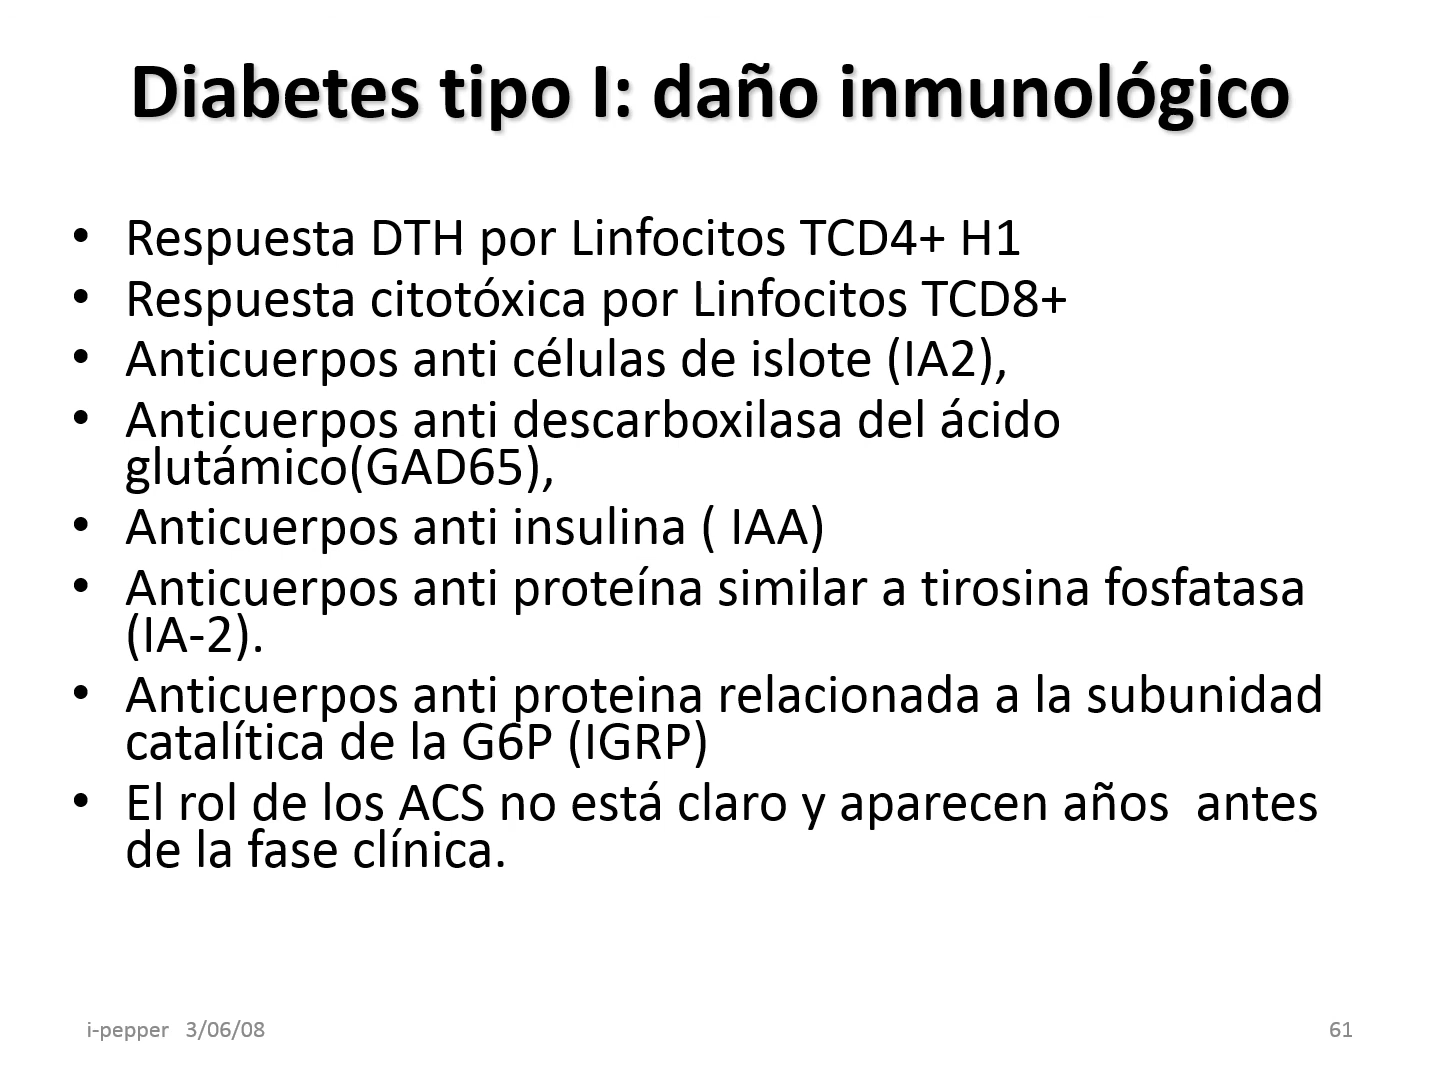 Diabetes tipo I: daño inmunológico
• Respuesta DTH por Linfocitos TCD4+ H1
• Respuesta citotóxica por Linfocitos TCD8+
• Anticuerpos anti células de islote (IA2),
• Anticuerpos anti descarboxilasa del ácido
glutámico(GAD65),
• Anticuerpos anti insulina ( IAA)
• Anticuerpos anti proteína similar a tirosina fosfatasa
(IA-2).
• Anticuerpos anti proteina relacionada a la subunidad
catalítica de la G6P (IGRP)
• El rol de los ACS no está claro y aparecen años  antes
de la fase clínica.
i-pepper   3/06/08
61